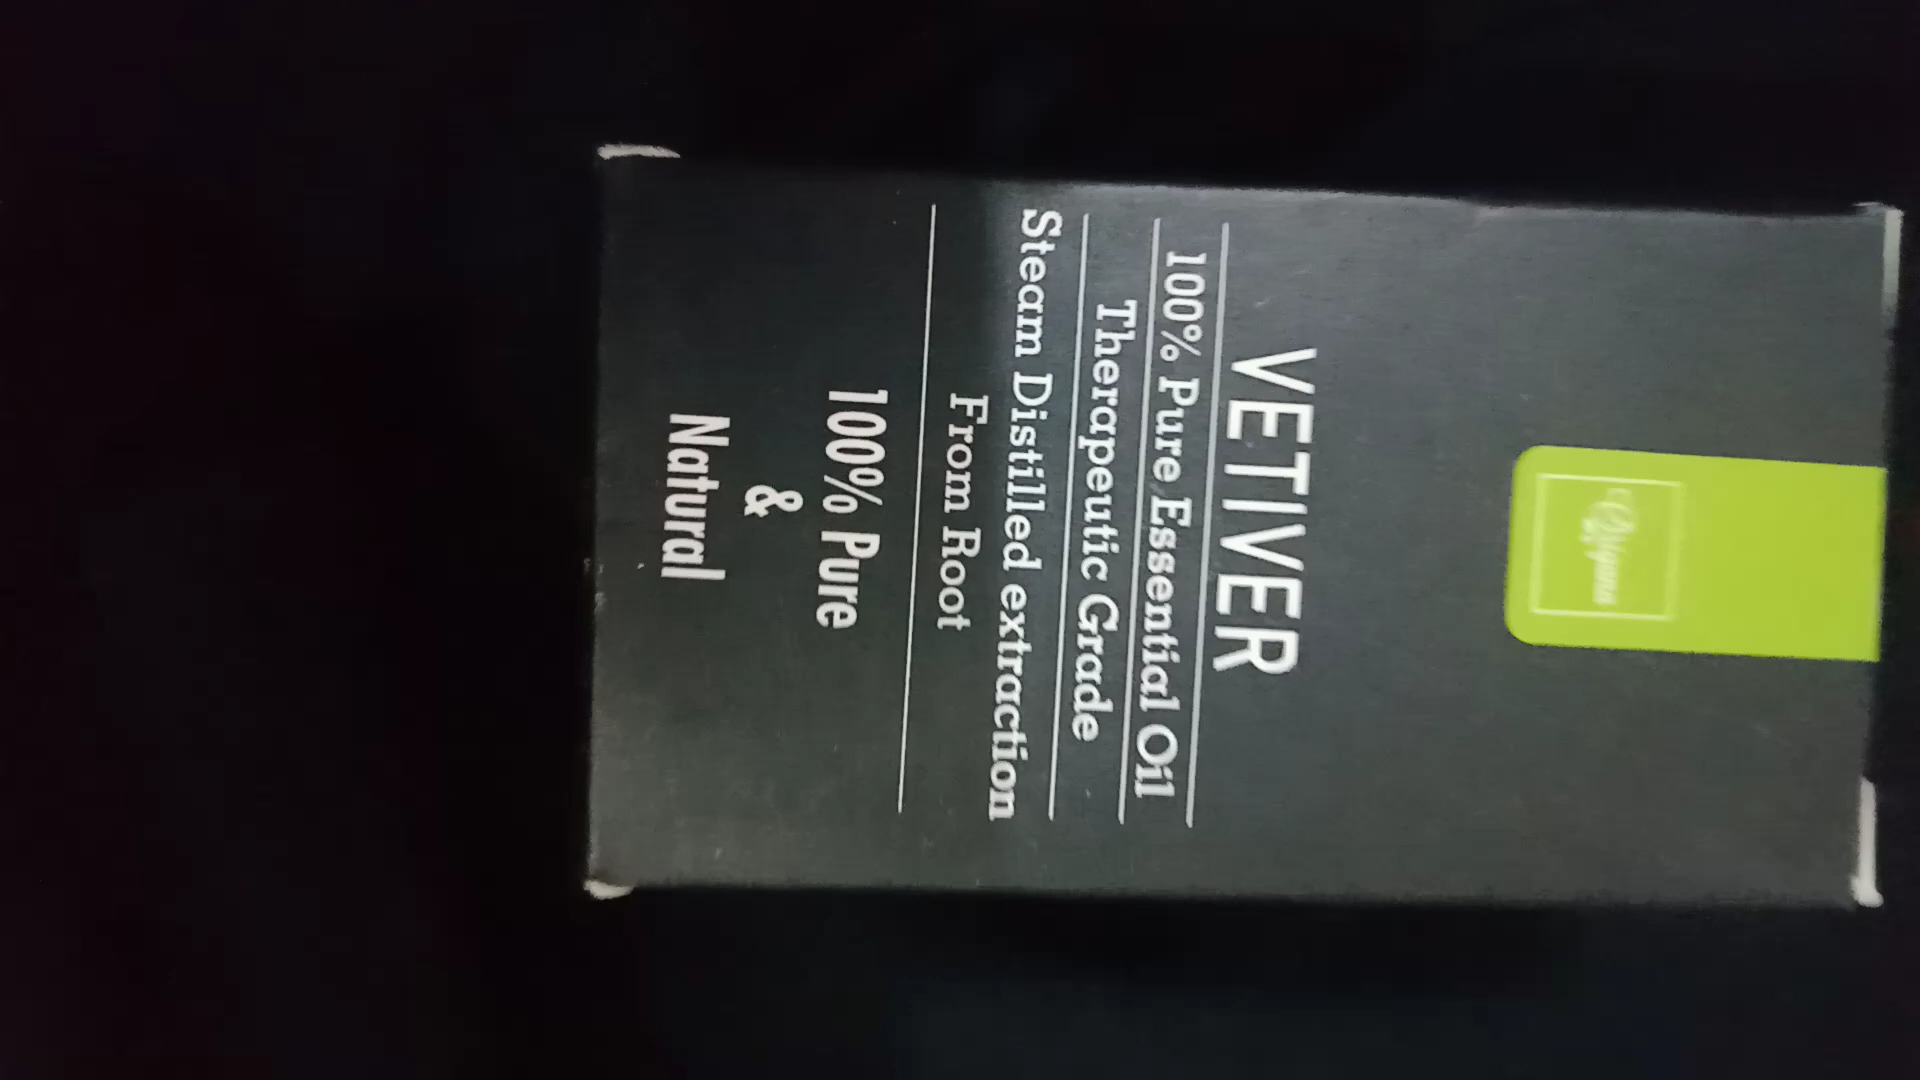 VETIVER
100% Pure Essential Oil
Therapeutic Grade
Steam Distilled extraction
From Root
100% Pure
&
Natural